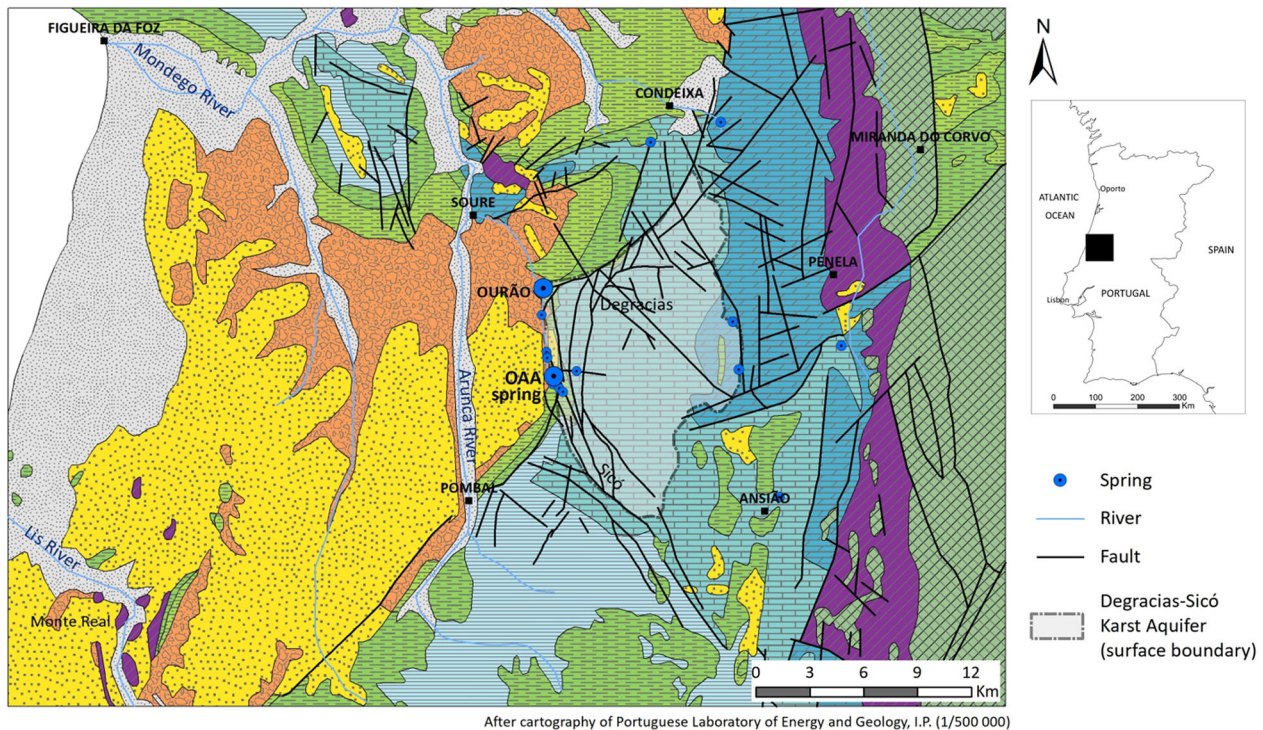 FIGUEIRA DA FOZ
Mondego River
CONDEIXA
MIRANDA DO CORVO
SOURE
PENELA
OURÃO
Degracias
OAA
spring
Arunca River
Sicó
POMBAL
ANSIÃO
Lis River
Monte Real
0 3 6 9 12
Km
After cartography of Portuguese Laboratory of Energy and Geology, I.P. (1/500 000)
N
ATLANTIC
OCEAN
Oporto
SPAIN
PORTUGAL
Lisbon
0 100 200 300
Km
Spring
River
Fault
Degracias-Sicó
Karst Aquifer
(surface boundary)